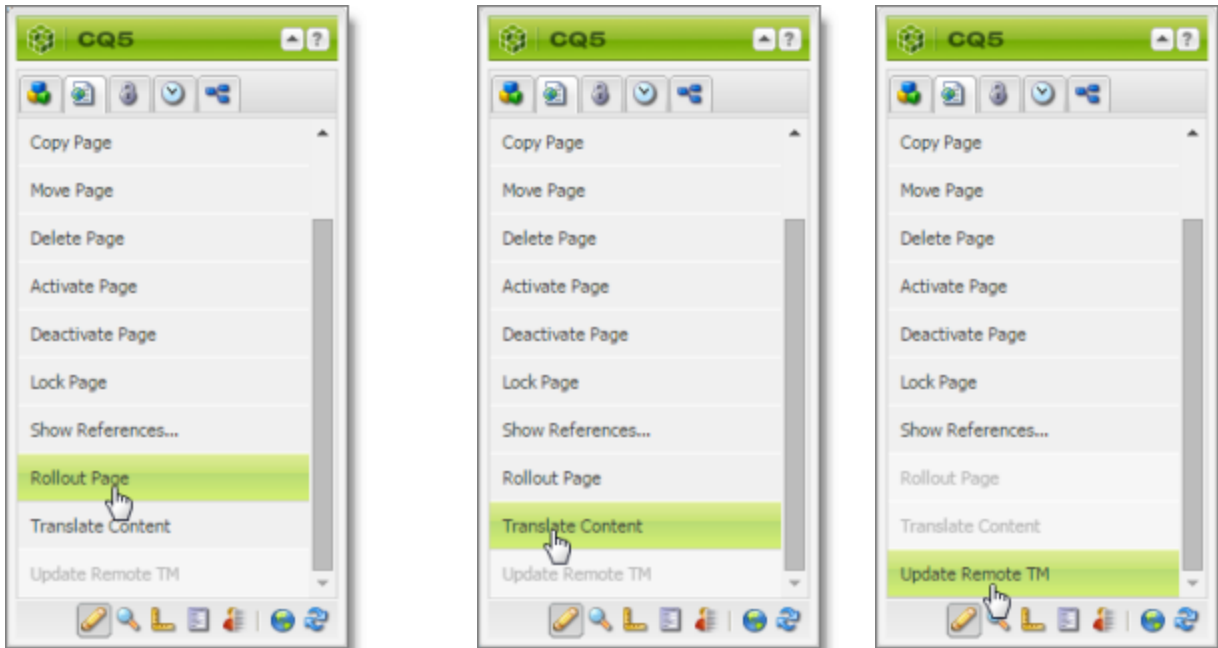 CQ5
?
Copy Page
Move Page
Delete Page
Activate Page
Deactivate Page
Lock Page
Show References...
Rollout Page
Translate Content
Update Remote TM
CQ5
?
Copy Page
Move Page
Delete Page
Activate Page
Deactivate Page
Lock Page
Show References...
Rollout Page
Translate Content
Update Remote TM
CQ5
?
Copy Page
Move Page
Delete Page
Activate Page
Deactivate Page
Lock Page
Show References...
Rollout Page
Translate Content
Update Remote TM